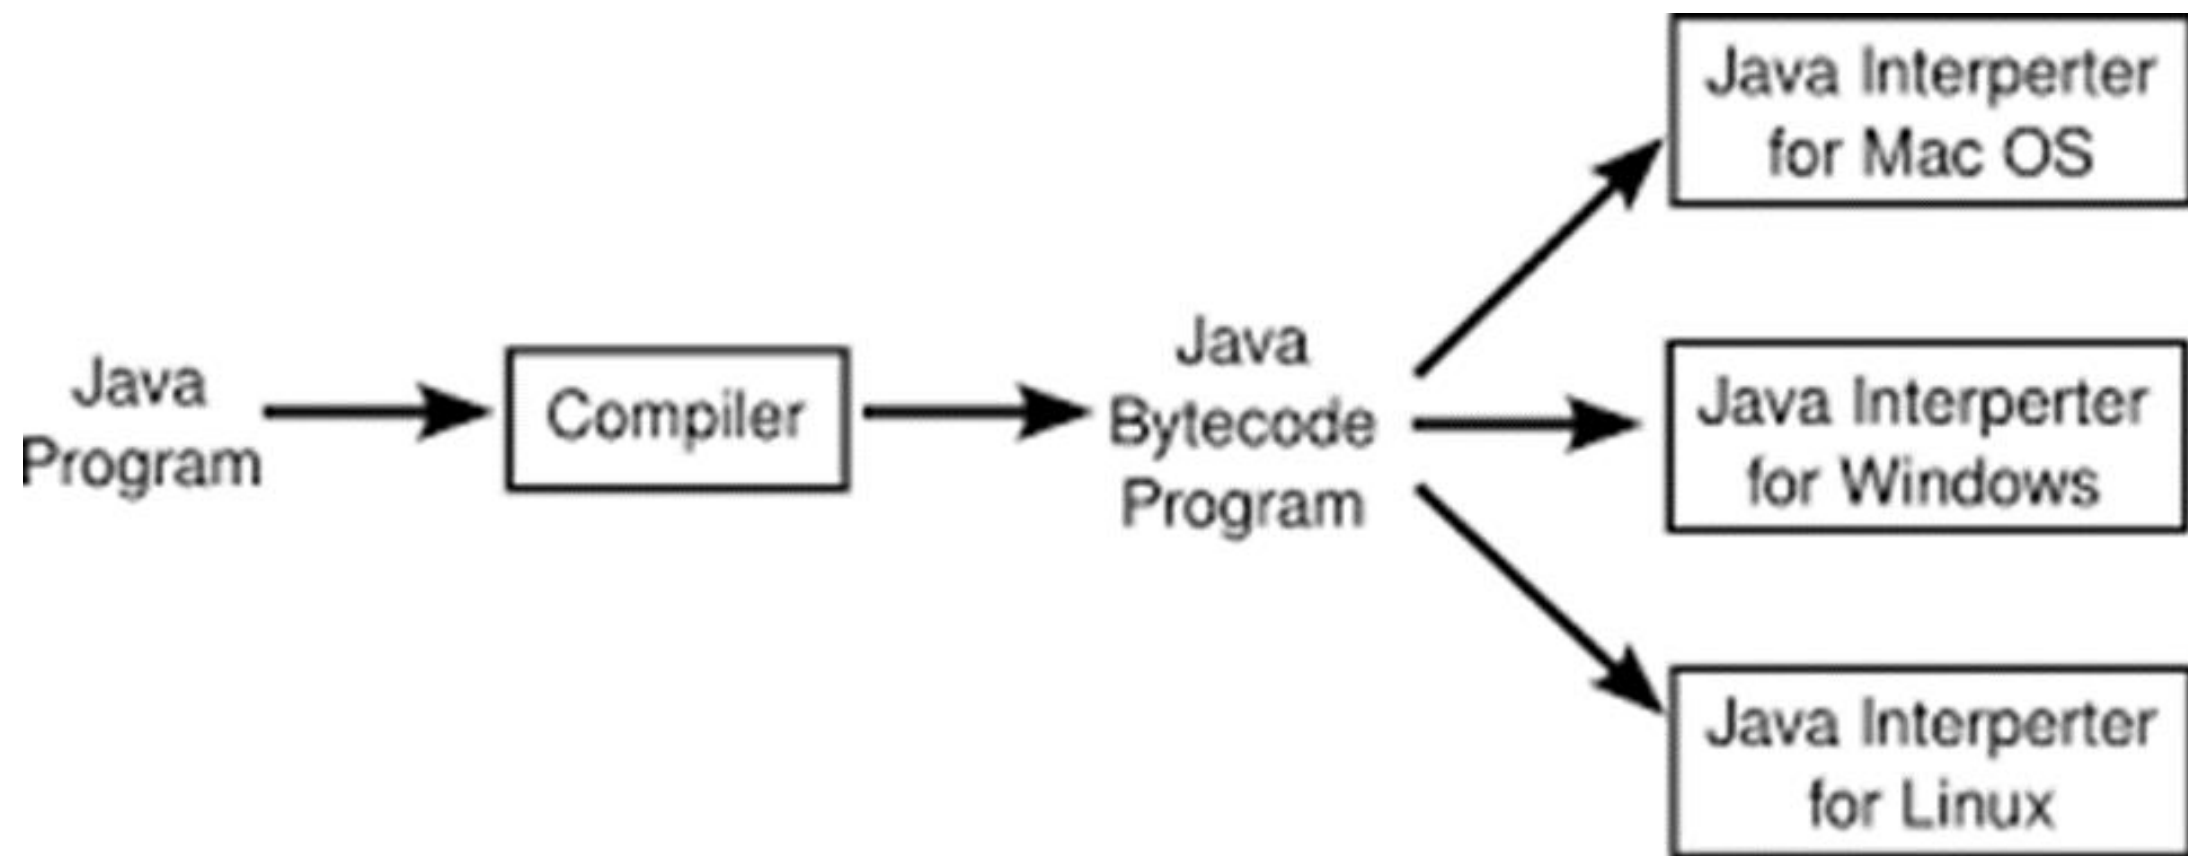 Java
Program
Compiler
Java
Bytecode
Program
Java Interperter
for Mac OS
Java Interperter
for Windows
Java Interperter
for Linux